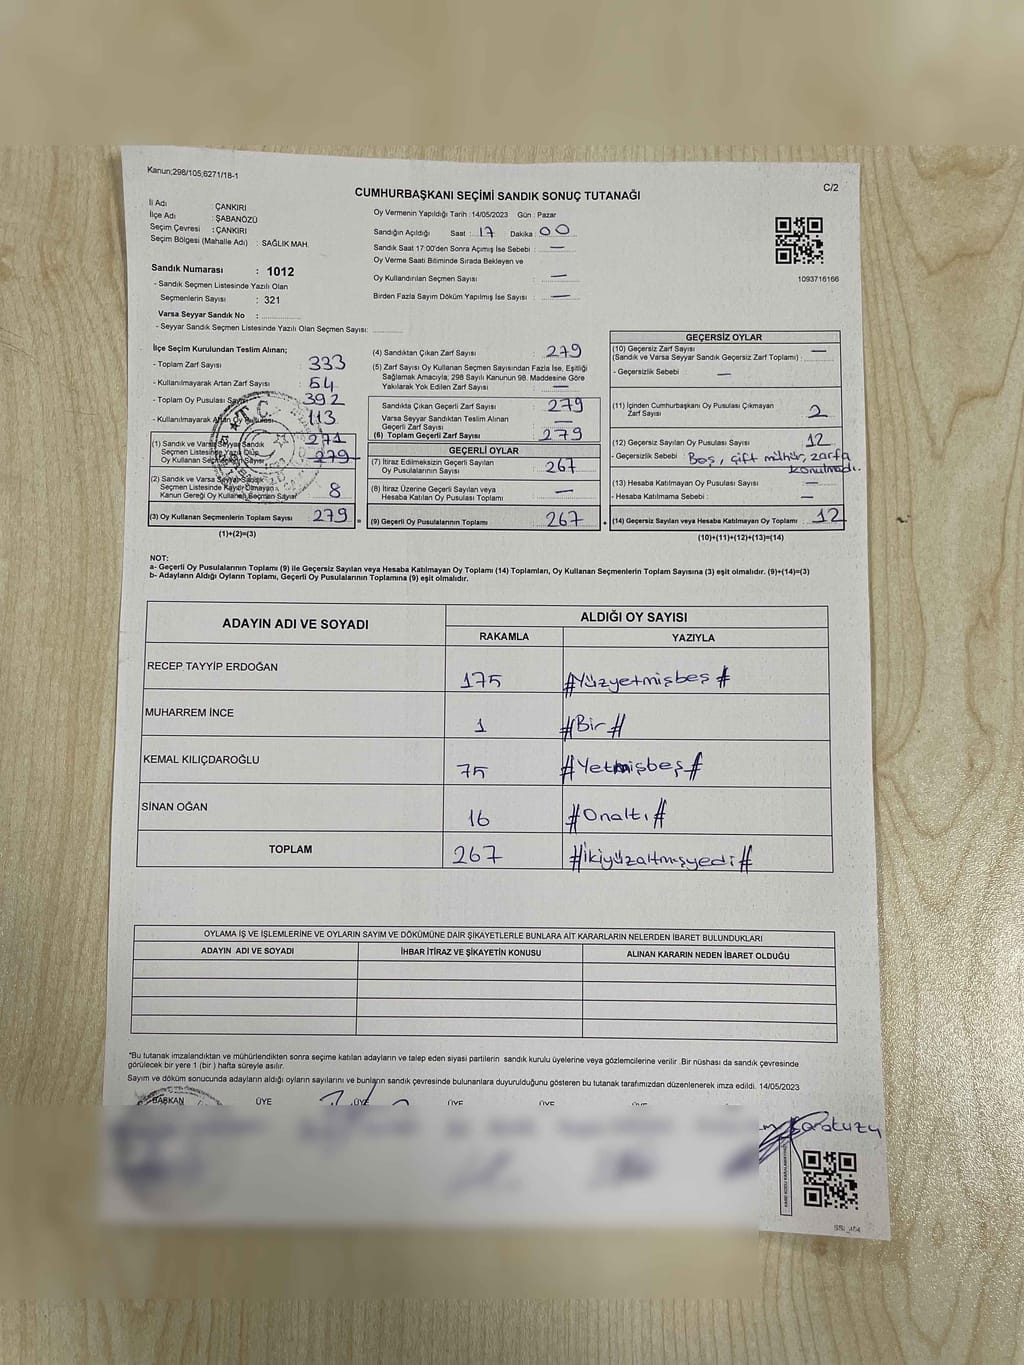 Kanun;298/105;6271/18-1
C/2
CUMHURBAŞKANI SEÇİMİ SANDIK SONUÇ TUTANAĞI
İli Adı : ÇANKIRI
İlçe Adı : ŞABANÖZÜ
Seçim Çevresi : ÇANKIRI
Seçim Bölgesi (Mahalle Adı) : SAĞLIK MAH.
Sandık Numarası : 1012
- Sandık Seçmen Listesinde Yazılı Olan
Seçmenlerin Sayısı : 321
Varsa Seyyar Sandık No :
- Seyyar Sandık Seçmen Listesinde Yazılı Olan Seçmen Sayısı:
Oy Vermenin Yapıldığı Tarih : 14/05/2023 Gün : Pazar
Sandığın Açıldığı Saat : 17 Dakika : 00
Sandık Saat 17:00'den Sonra Açımış İse Sebebi : —
Oy Verme Saati Bitiminde Sırada Bekleyen ve
Oy Kullandırılan Seçmen Sayısı : —
Birden Fazla Sayım Döküm Yapılmış İse Sayısı : —
1093716166
İlçe Seçim Kurulundan Teslim Alınan;
- Toplam Zarf Sayısı : 333
- Kullanılmayarak Artan Zarf Sayısı : 54
- Toplam Oy Pusulası Sayısı : 392
- Kullanılmayarak Artan Oy Pusulası : 113
T.C.
(1) Sandık ve Varsa Seyyar Sandık 271
Seçmen Listesinde Yazılı Olup
Oy Kullanan Seçmenlerin Sayısı 279
(2) Sandık ve Varsa Seyyar Sandık
Seçmen Listesinde Kayıtlı Olmayan
Kanun Gereği Oy Kullanan Seçmen Sayısı 8
(3) Oy Kullanan Seçmenlerin Toplam Sayısı 279 =
(1)+(2)=(3)
(4) Sandıktan Çıkan Zarf Sayısı : 279
(5) Zarf Sayısı Oy Kullanan Seçmen Sayısından Fazla İse, Eşitliği
Sağlamak Amacıyla; 298 Sayılı Kanunun 98. Maddesine Göre
Yakılarak Yok Edilen Zarf Sayısı : —
Sandıkta Çıkan Geçerli Zarf Sayısı : 279
Varsa Seyyar Sandıktan Teslim Alınan
Geçerli Zarf Sayısı : —
(6) Toplam Geçerli Zarf Sayısı : 279
GEÇERLİ OYLAR
(7) İtiraz Edilmeksizin Geçerli Sayılan
Oy Pusulalarının Sayısı : 267
(8) İtiraz Üzerine Geçerli Sayılan veya
Hesaba Katılan Oy Pusulası Toplamı : —
(9) Geçerli Oy Pusulalarının Toplamı : 267 +
GEÇERSİZ OYLAR
(10) Geçersiz Zarf Sayısı
(Sandık ve Varsa Seyyar Sandık Geçersiz Zarf Toplamı) : —
- Geçersizlik Sebebi : —
(11) İçinden Cumhurbaşkanı Oy Pusulası Çıkmayan
Zarf Sayısı : 2
(12) Geçersiz Sayılan Oy Pusulası Sayısı : 12
- Geçersizlik Sebebi : Boş, çift mühür, zarfa
konulmadı.
(13) Hesaba Katılmayan Oy Pusulası Sayısı : —
- Hesaba Katılmama Sebebi : —
(14) Geçersiz Sayılan veya Hesaba Katılmayan Oy Toplamı : 12
(10)+(11)+(12)+(13)=(14)
NOT:
a- Geçerli Oy Pusulalarının Toplamı (9) ile Geçersiz Sayılan veya Hesaba Katılmayan Oy Toplamı (14) Toplamları, Oy Kullanan Seçmenlerin Toplam Sayısına (3) eşit olmalıdır. (9)+(14)=(3)
b- Adayların Aldığı Oyların Toplamı, Geçerli Oy Pusulalarının Toplamına (9) eşit olmalıdır.
ADAYIN ADI VE SOYADI
ALDIĞI OY SAYISI
RAKAMLA YAZIYLA
RECEP TAYYİP ERDOĞAN 175 #Yüzyetmişbeş#
MUHARREM İNCE 1 #Bir#
KEMAL KILIÇDAROĞLU 75 #Yetmişbeş#
SİNAN OĞAN 16 #Onaltı#
TOPLAM 267 #ikiyüzaltmışyedi#
OYLAMA İŞ VE İŞLEMLERİNE VE OYLARIN SAYIM VE DÖKÜMÜNE DAİR ŞİKAYETLERLE BUNLARA AİT KARARLARIN NELERDEN İBARET BULUNDUKLARI
ADAYIN ADI VE SOYADI İHBAR İTİRAZ VE ŞİKAYETİN KONUSU ALINAN KARARIN NEDEN İBARET OLDUĞU
*Bu tutanak imzalandıktan ve mühürlendikten sonra seçime katılan adayların ve talep eden siyasi partilerin sandık kurulu üyelerine veya gözlemcilerine verilir .Bir nüshası da sandık çevresinde
görülecek bir yere 1 (bir ) hafta süreyle asılır.
Sayım ve döküm sonucunda adayların aldığı oyların sayılarını ve bunların sandık çevresinde bulunanlara duyurulduğunu gösteren bu tutanak tarafımızdan düzenlenerek imza edildi. 14/05/2023
BAŞKAN ÜYE ÜYE ÜYE ÜYE ÜYE